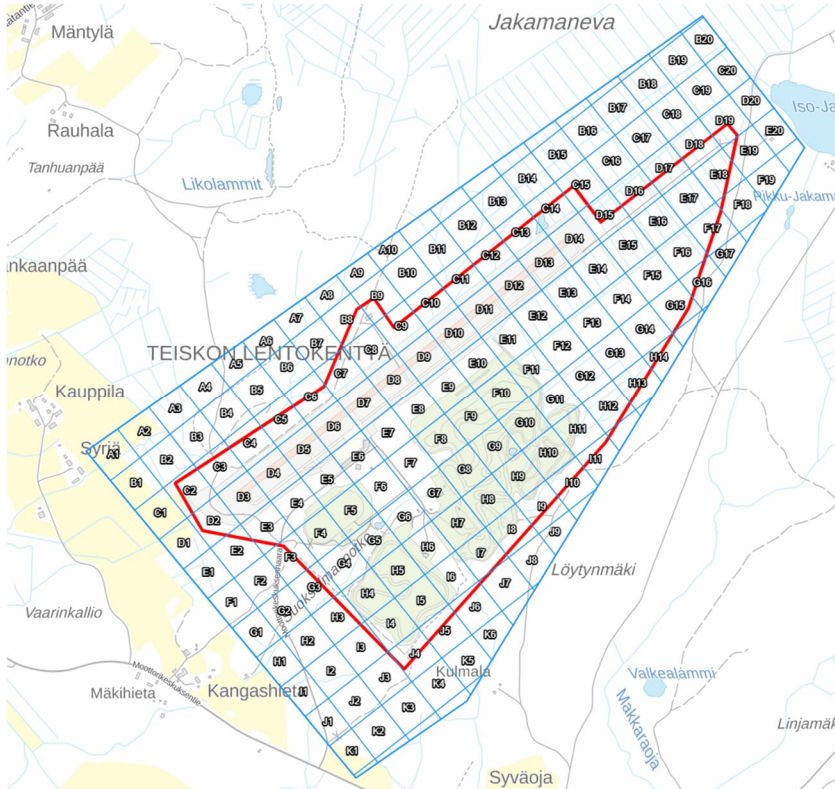 Mäntylä
Jakamaneva
Rauhala
Tanhuanpää
Likolammit
Iso-Ja
Rikku-Jakama
ankaanpää
notko
TEISKON LENTOKENTTÄ
Kauppila
Syriä
Vaarinkallio
Mäkihieta
Kangashieta
Moottorikeskuksentie
Löytynmäki
Kulmala
Valkealammi
Makkaraoja
Linjamäk
Syväoja
A1
A2
A3
A4
A5
A6
A7
A8
A9
A10
B1
B2
B3
B4
B5
B6
B7
B8
B9
B10
B11
B12
B13
B14
B15
B16
B17
B18
B19
B20
C1
C2
C3
C4
C5
C6
C7
C8
C9
C10
C11
C12
C13
C14
C15
C16
C17
C18
C19
C20
D1
D2
D3
D4
D5
D6
D7
D8
D9
D10
D11
D12
D13
D14
D15
D16
D17
D18
D19
D20
E1
E2
E3
E4
E5
E6
E7
E8
E9
E10
E11
E12
E13
E14
E15
E16
E17
E18
E19
E20
F1
F2
F3
F4
F5
F6
F7
F8
F9
F10
F11
F12
F13
F14
F15
F16
F17
F18
F19
G1
G2
G3
G4
G5
G6
G7
G8
G9
G10
G11
G12
G13
G14
G15
G16
G17
H1
H2
H3
H4
H5
H6
H7
H8
H9
H10
H11
H12
H13
H14
I1
I2
I3
I4
I5
I6
I7
I8
I9
I10
I11
J1
J2
J3
J4
J5
J6
J7
J8
J9
K1
K2
K3
K4
K5
K6